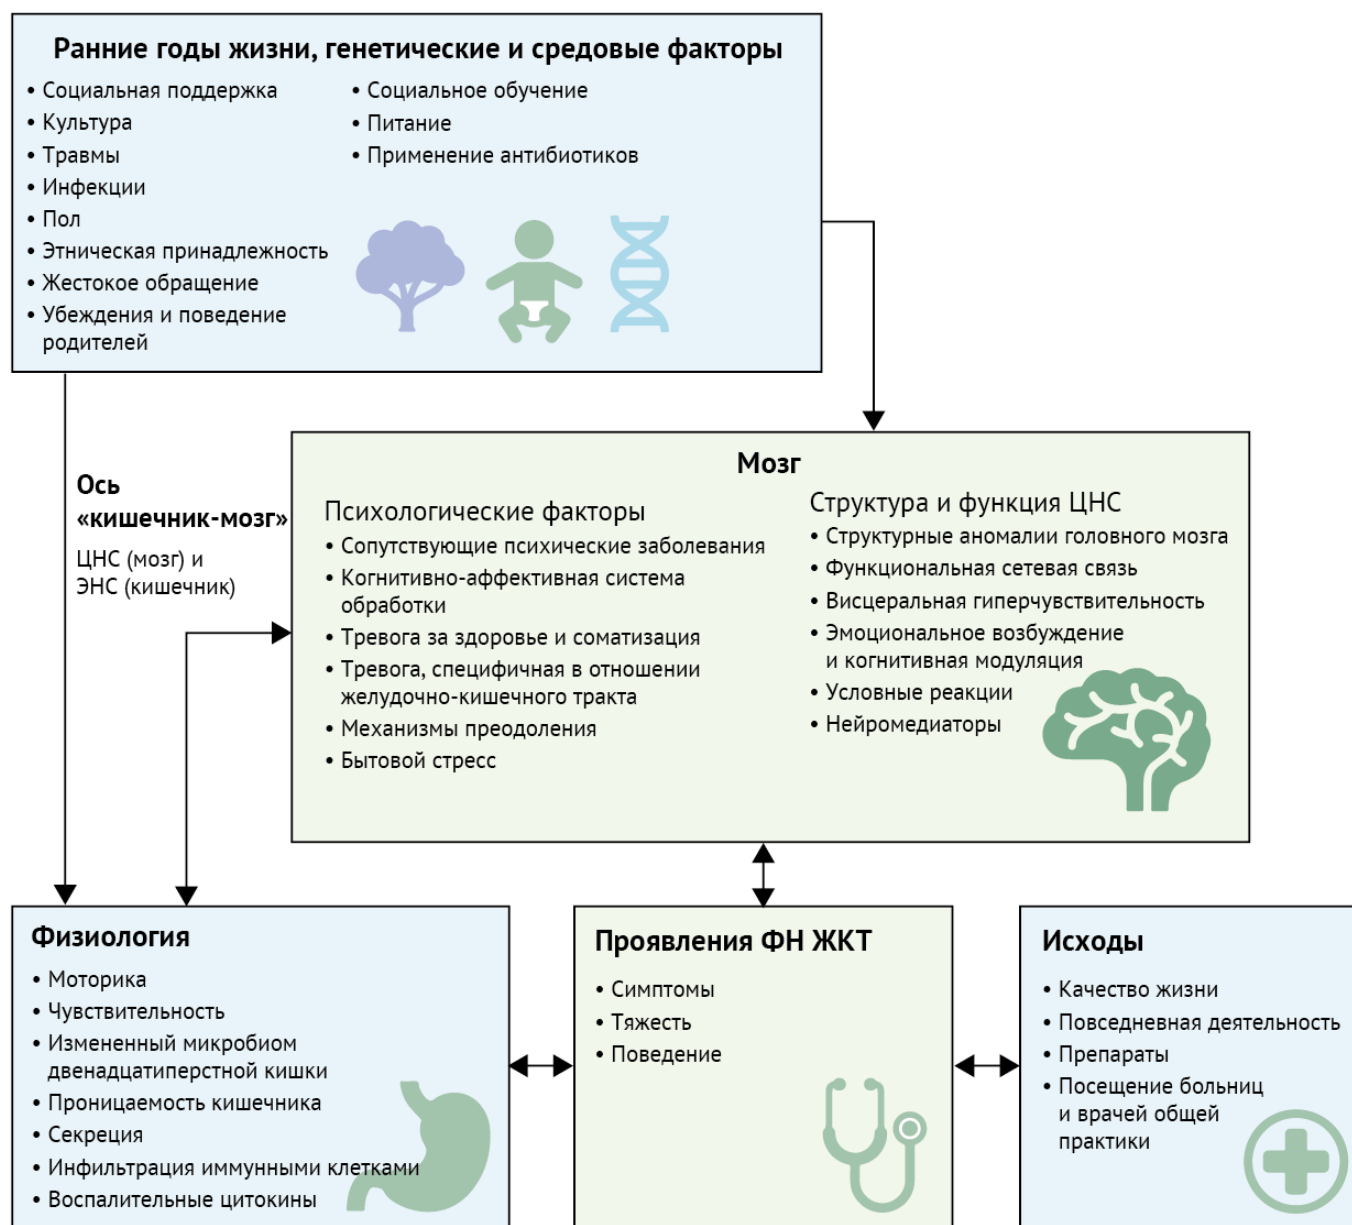 Ранние годы жизни, генетические и средовые факторы
• Социальная поддержка
• Культура
• Травмы
• Инфекции
• Пол
• Этническая принадлежность
• Жестокое обращение
• Убеждения и поведение
родителей
• Социальное обучение
• Питание
• Применение антибиотиков
Ось
«кишечник-мозг»
ЦНС (мозг) и
ЭНС (кишечник)
Мозг
Психологические факторы
• Сопутствующие психические заболевания
• Когнитивно-аффективная система
обработки
• Тревога за здоровье и соматизация
• Тревога, специфичная в отношении
желудочно-кишечного тракта
• Механизмы преодоления
• Бытовой стресс
Структура и функция ЦНС
• Структурные аномалии головного мозга
• Функциональная сетевая связь
• Висцеральная гиперчувствительность
• Эмоциональное возбуждение
и когнитивная модуляция
• Условные реакции
• Нейромедиаторы
Физиология
• Моторика
• Чувствительность
• Измененный микробиом
двенадцатиперстной кишки
• Проницаемость кишечника
• Секреция
• Инфильтрация иммунными клетками
• Воспалительные цитокины
Проявления ФН ЖКТ
• Симптомы
• Тяжесть
• Поведение
Исходы
• Качество жизни
• Повседневная деятельность
• Препараты
• Посещение больниц
и врачей общей
практики